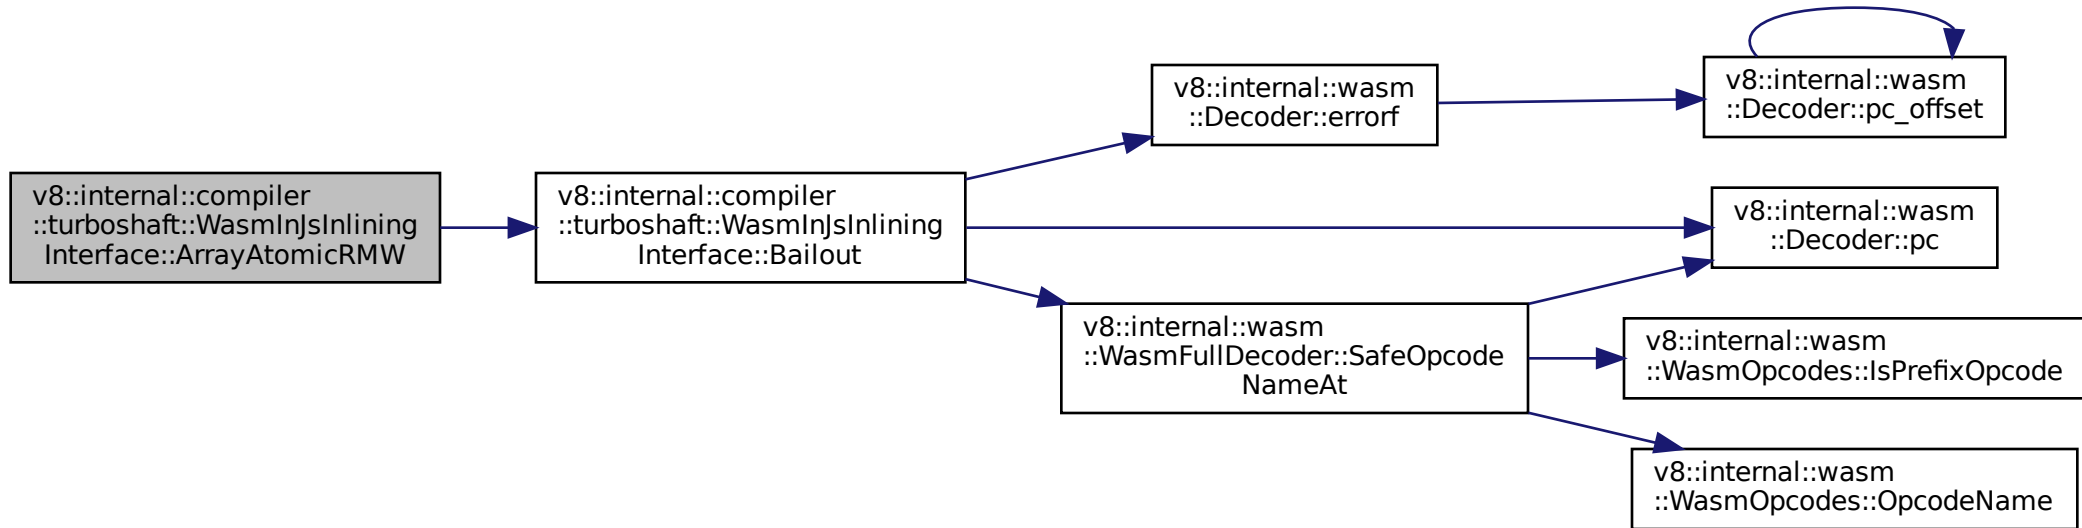 v8::internal::compiler
::turboshaft::WasmInJsInlining
Interface::ArrayAtomicRMW
v8::internal::compiler
::turboshaft::WasmInJsInlining
Interface::Bailout
v8::internal::wasm
::Decoder::errorf
v8::internal::wasm
::Decoder::pc_offset
v8::internal::wasm
::Decoder::pc
v8::internal::wasm
::WasmFullDecoder::SafeOpcode
NameAt
v8::internal::wasm
::WasmOpcodes::IsPrefixOpcode
v8::internal::wasm
::WasmOpcodes::OpcodeName